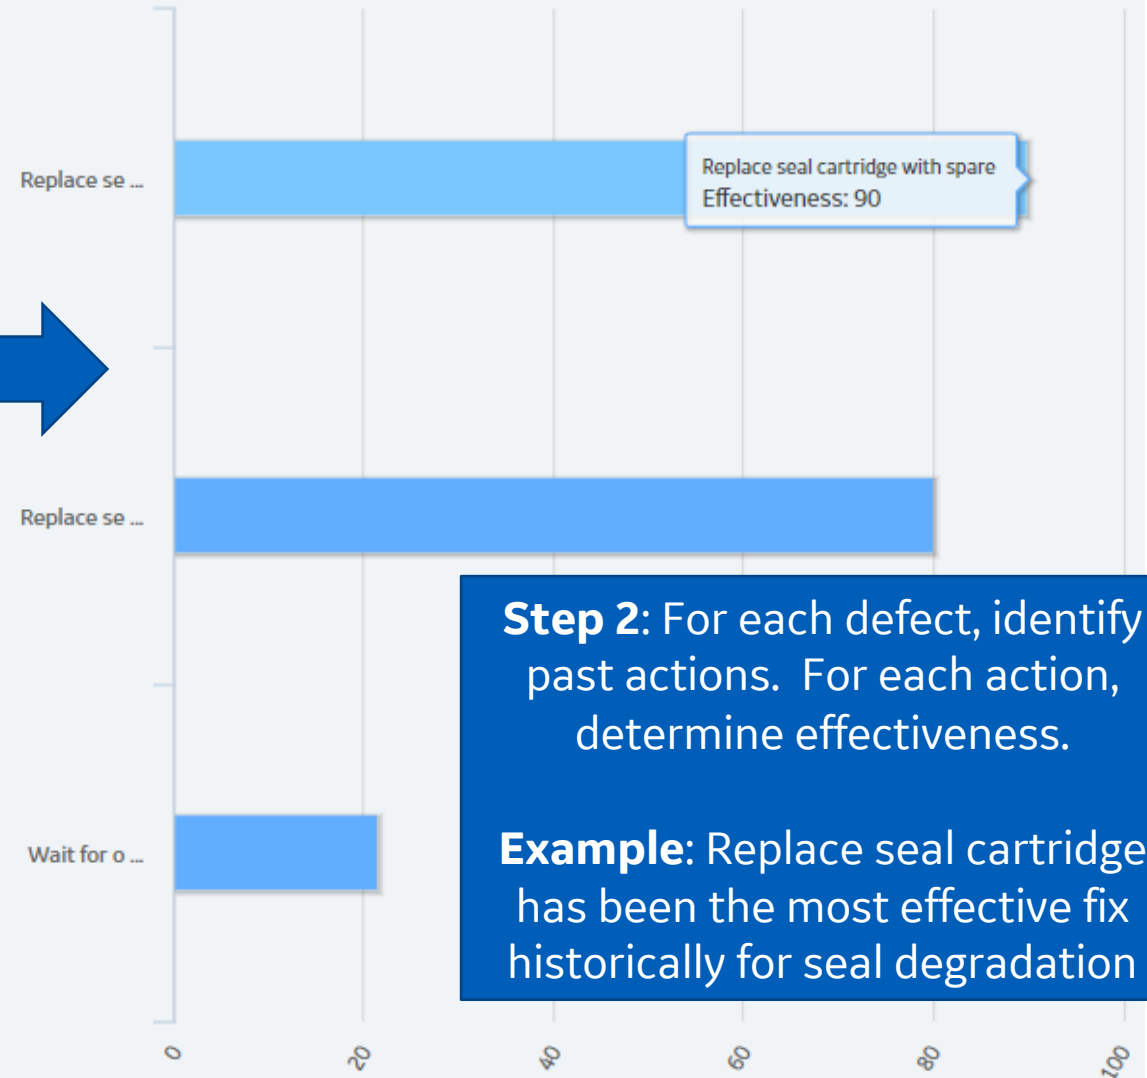 Replace se ...
Replace seal cartridge with spare
Effectiveness: 90
Replace se ...
Step 2: For each defect, identify
past actions.  For each action,
determine effectiveness.
Example: Replace seal cartridge
has been the most effective fix
historically for seal degradation
Wait for o ...
0
20
40
60
80
100